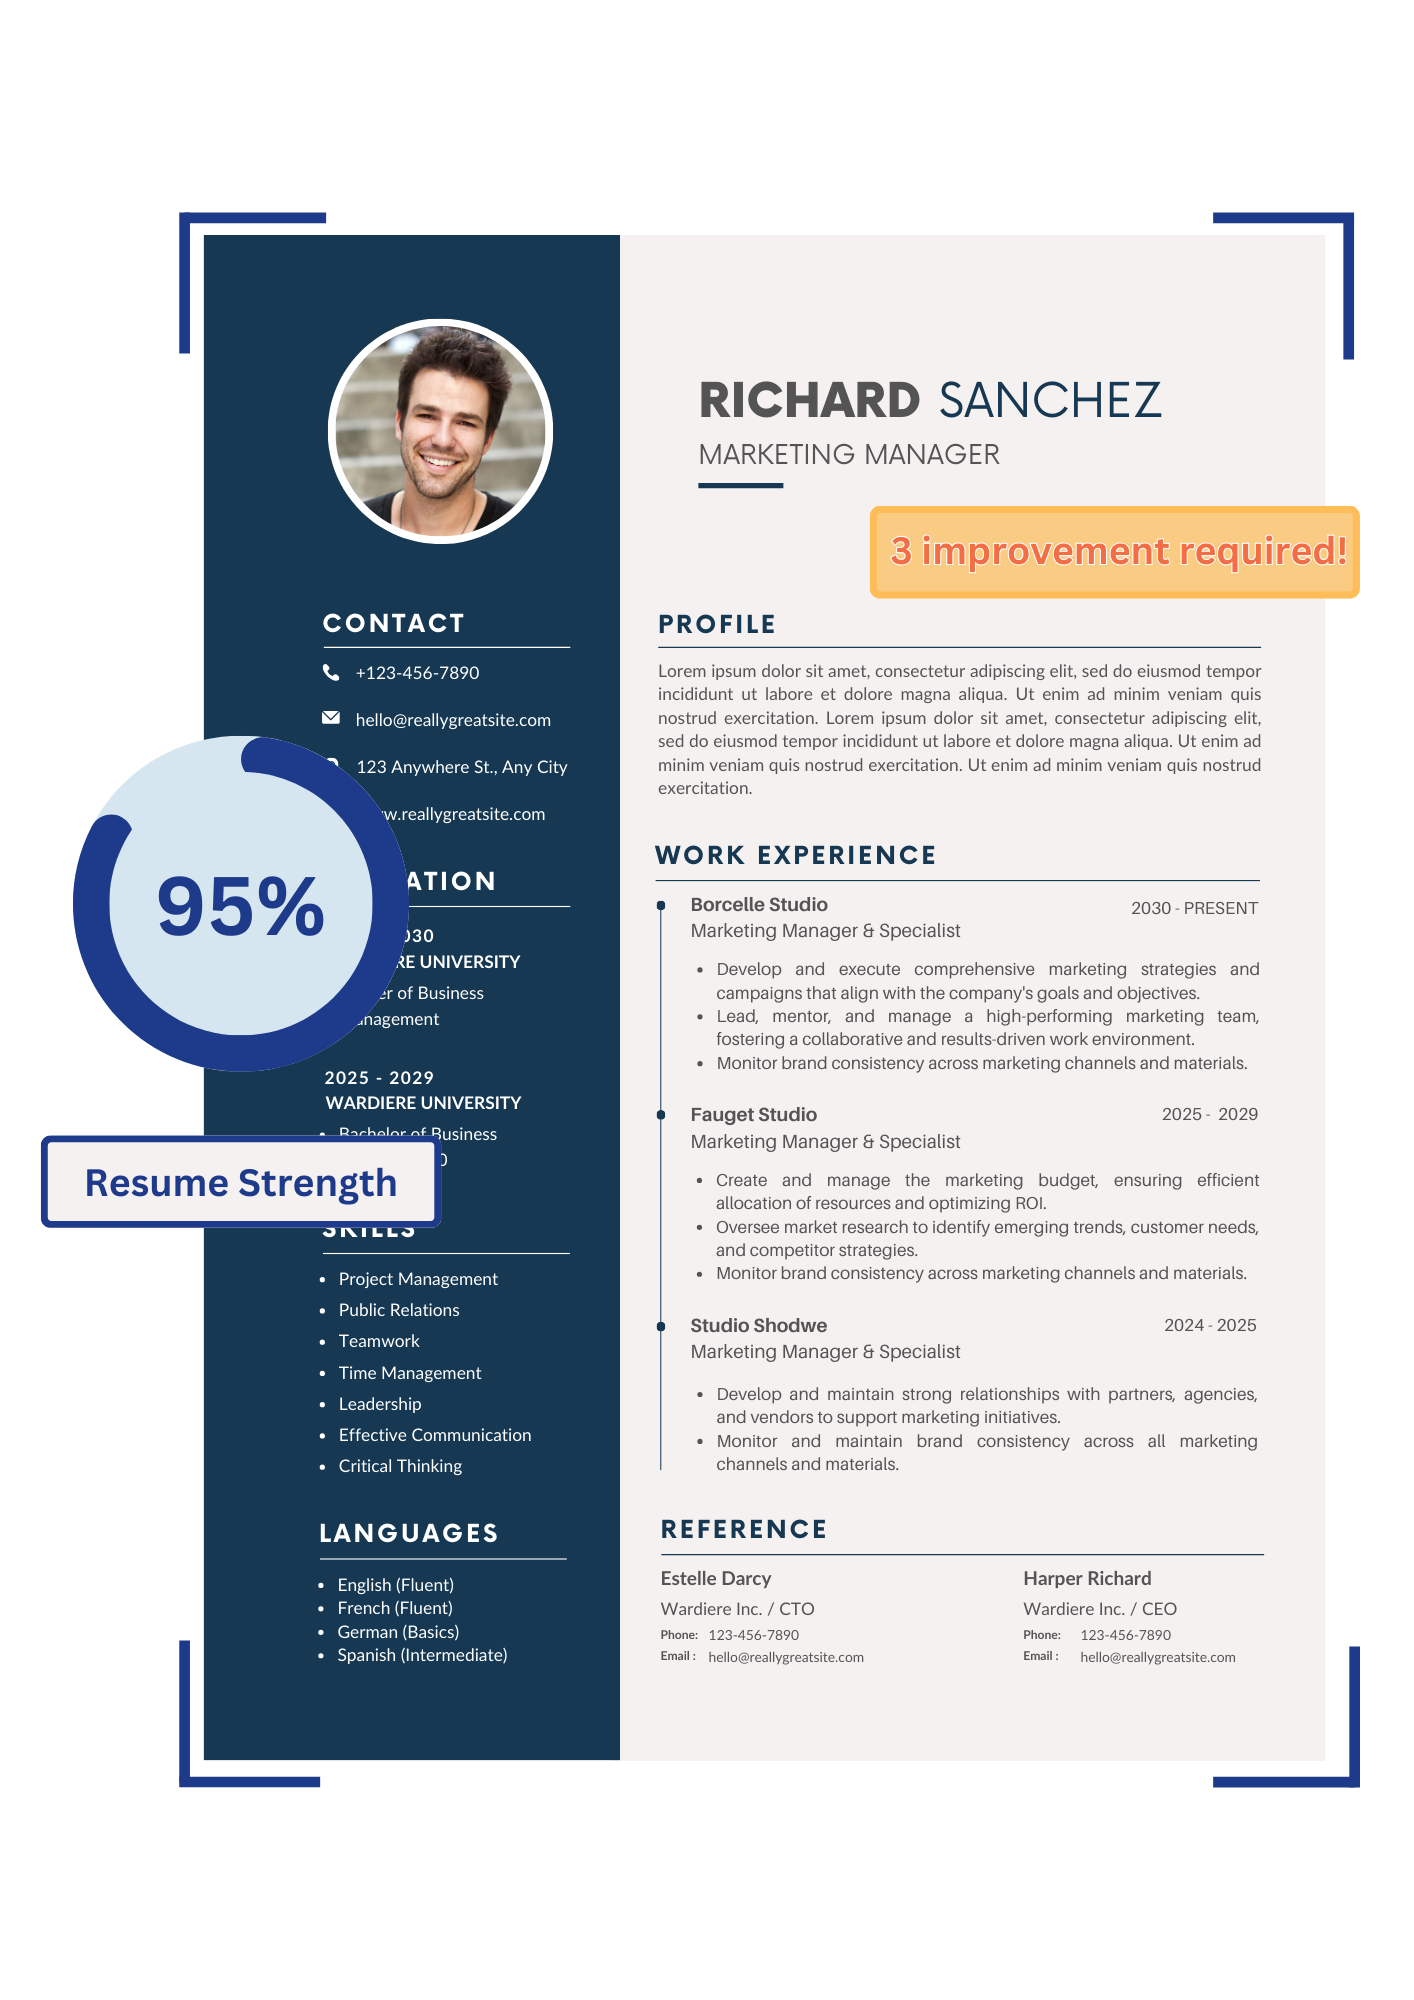 RICHARD SANCHEZ
MARKETING MANAGER
3 improvement required!
CONTACT
+123-456-7890
hello@reallygreatsite.com
123 Anywhere St., Any City
.reallygreatsite.com
95%
2025 - 2029
WARDIERE UNIVERSITY
UNIVERSITY
of Business
Bachelor of Business
Resume Strength
SKILLS
Project Management
Public Relations
Teamwork
Time Management
Leadership
Effective Communication
Critical Thinking
LANGUAGES
English (Fluent)
French (Fluent)
German (Basics)
Spanish (Intermediate)
PROFILE
Lorem ipsum dolor sit amet, consectetur adipiscing elit, sed do eiusmod tempor
incididunt ut labore et dolore magna aliqua. Ut enim ad minim veniam quis
nostrud exercitation. Lorem ipsum dolor sit amet, consectetur adipiscing elit,
sed do eiusmod tempor incididunt ut labore et dolore magna aliqua. Ut enim ad
minim veniam quis nostrud exercitation. Ut enim ad minim veniam quis nostrud
exercitation.
WORK EXPERIENCE
Borcelle Studio
2030 - PRESENT
Marketing Manager & Specialist
Develop and execute comprehensive marketing strategies and
campaigns that align with the company's goals and objectives.
Lead, mentor, and manage a high-performing marketing team,
fostering a collaborative and results-driven work environment.
Monitor brand consistency across marketing channels and materials.
Fauget Studio
2025 - 2029
Marketing Manager & Specialist
Create and manage the marketing budget, ensuring efficient
allocation of resources and optimizing ROI.
Oversee market research to identify emerging trends, customer needs,
and competitor strategies.
Monitor brand consistency across marketing channels and materials.
Studio Shodwe
2024 - 2025
Marketing Manager & Specialist
Develop and maintain strong relationships with partners, agencies,
and vendors to support marketing initiatives.
Monitor and maintain brand consistency across all marketing
channels and materials.
REFERENCE
Estelle Darcy
Wardiere Inc. / CTO
Phone: 123-456-7890
Email : hello@reallygreatsite.com
Harper Richard
Wardiere Inc. / CEO
Phone: 123-456-7890
Email : hello@reallygreatsite.com